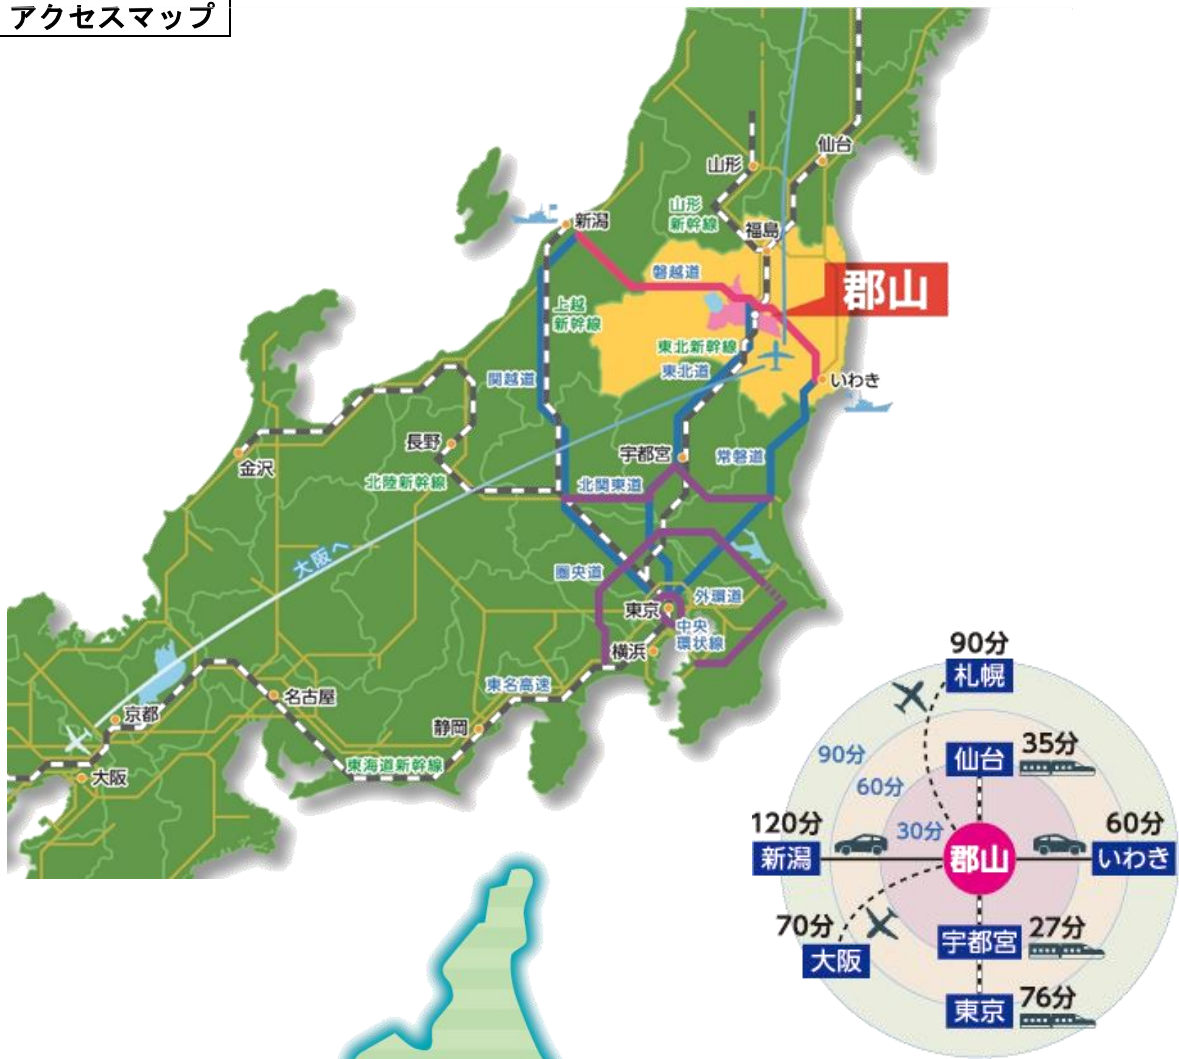 アクセスマップ
仙台
山形
山形
新幹線
新潟
福島
磐越道
郡山
上越
新幹線
東北新幹線
東北道
関越道
いわき
長野
宇都宮
常磐道
金沢
北陸新幹線
北関東道
大阪へ
圏央道
外環道
東京
中央
環状線
横浜
東名高速
名古屋
京都
静岡
東海道新幹線
大阪
90分
札幌
仙台
35分
90分
60分
30分
120分
新潟
郡山
60分
いわき
70分
大阪
宇都宮
27分
東京
76分